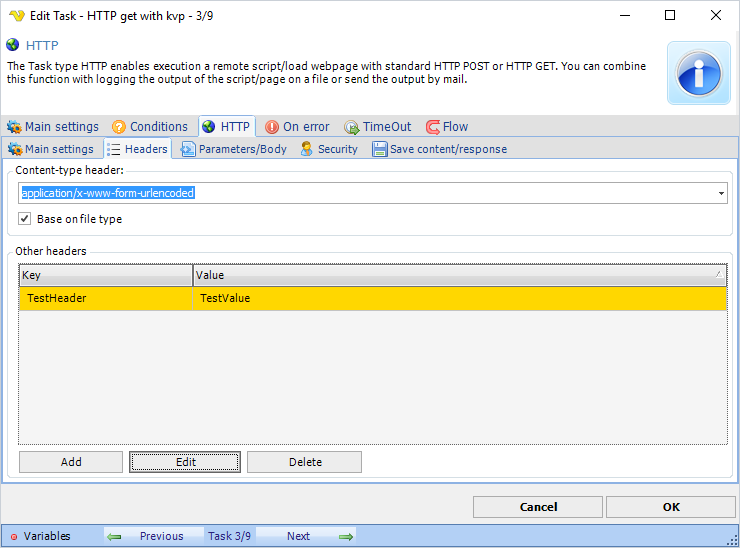 Edit Task - HTTP get with kvp - 3/9
HTTP
The Task type HTTP enables execution a remote script/load webpage with standard HTTP POST or HTTP GET. You can combine
this function with logging the output of the script/page on a file or send the output by mail.
Main settings Conditions HTTP On error TimeOut Flow
Main settings Headers Parameters/Body Security Save content/response
Content-type header:
application/x-www-form-urlencoded
Base on file type
Other headers
Key Value
TestHeader TestValue
Add Edit Delete
Cancel OK
Variables Previous Task 3/9 Next